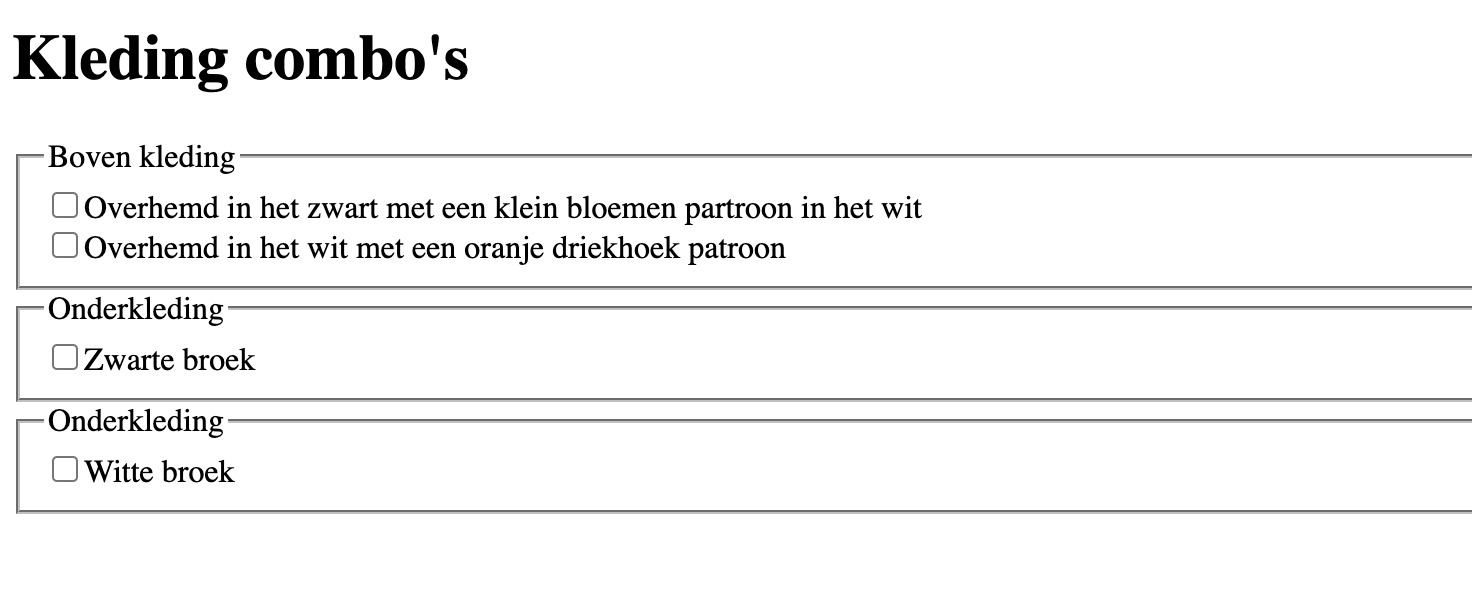 Kleding combo's
Boven kleding
Overhemd in het zwart met een klein bloemen partroon in het wit
Overhemd in het wit met een oranje driekhoek patroon
Onderkleding
Zwarte broek
Onderkleding
Witte broek